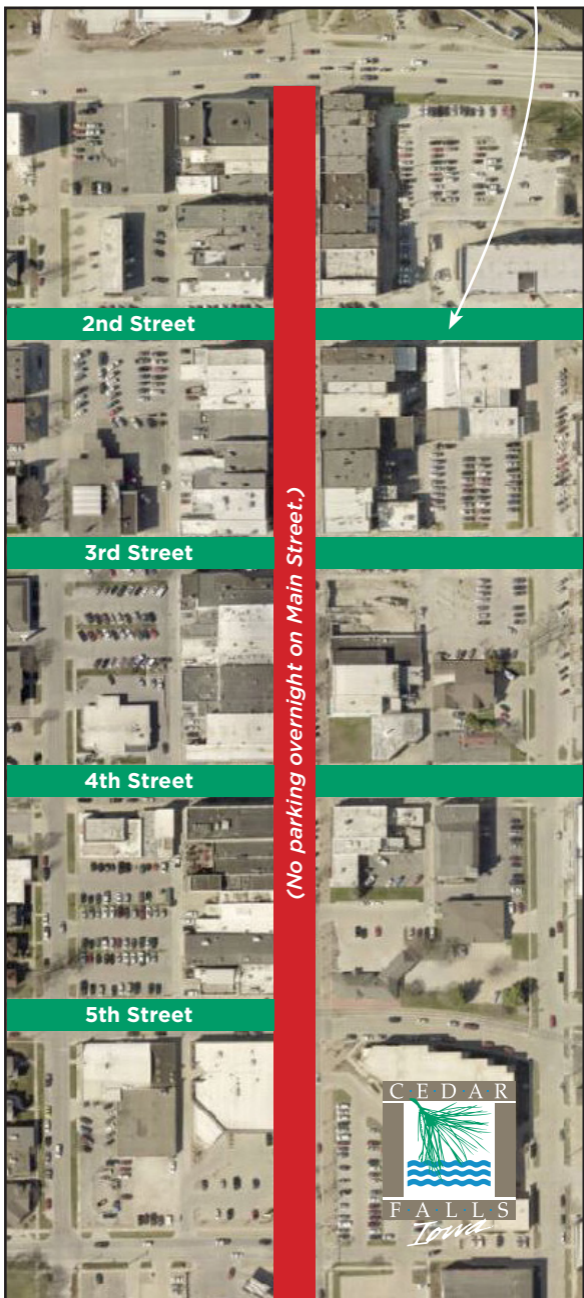 2nd Street
3rd Street
(No parking overnight on Main Street.)
4th Street
5th Street
CEDAR
FALLS
Iowa